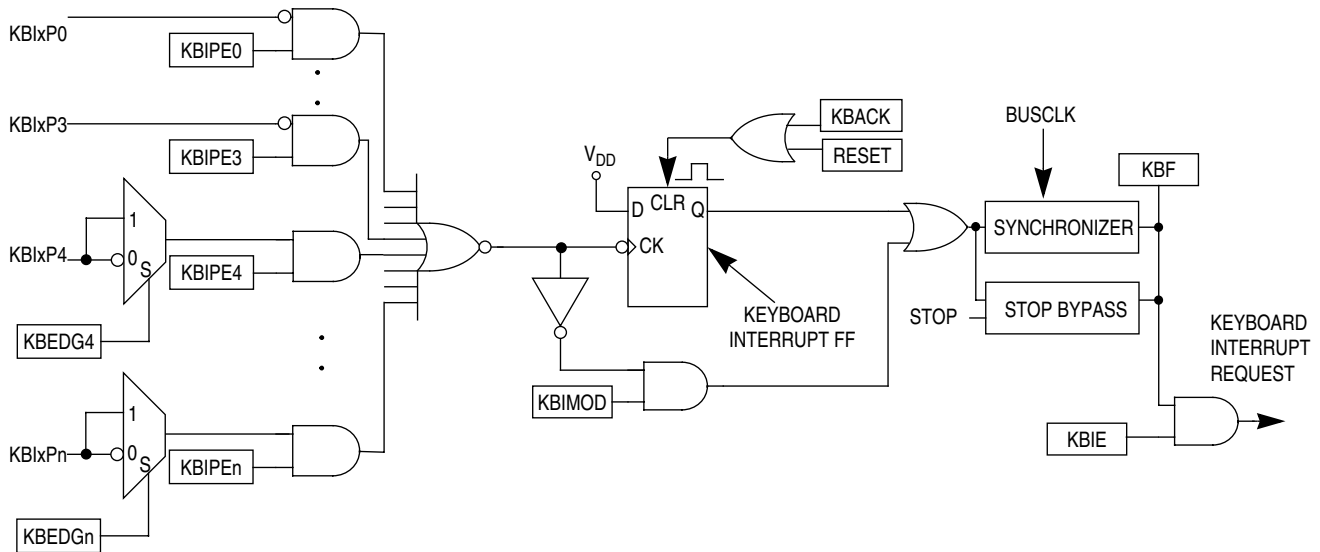 KBIxP0
KBIPE0
KBIxP3
KBIPE3
KBIxP4
1
0
S
KBIPE4
KBEDG4
KBIxPn
1
0
S
KBIPEn
KBEDGn
VDD
D
CLR
Q
CK
KBACK
RESET
KEYBOARD
INTERRUPT FF
KBIMOD
BUSCLK
KBF
SYNCHRONIZER
STOP
STOP BYPASS
KBIE
KEYBOARD
INTERRUPT
REQUEST